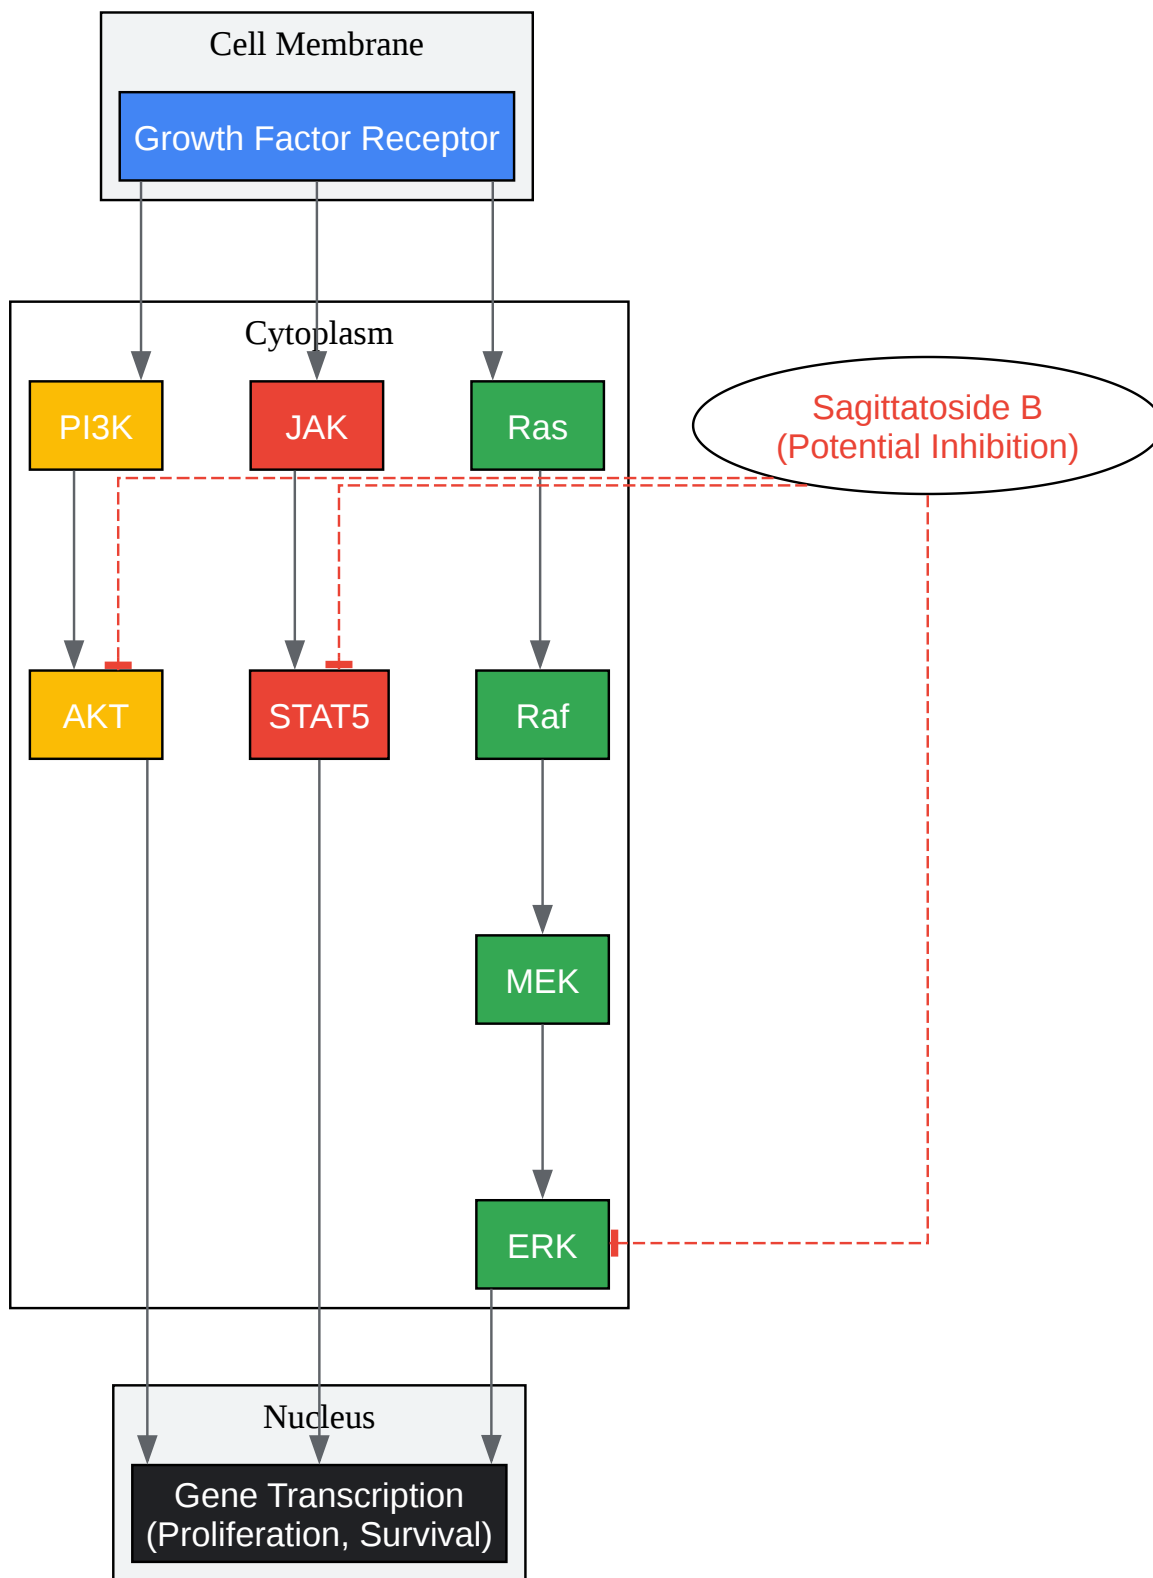 Cell Membrane
Growth Factor Receptor
Cytoplasm
PI3K
JAK
Ras
Sagittatoside B
(Potential Inhibition)
AKT
STAT5
Raf
MEK
ERK
Nucleus
Gene Transcription
(Proliferation, Survival)